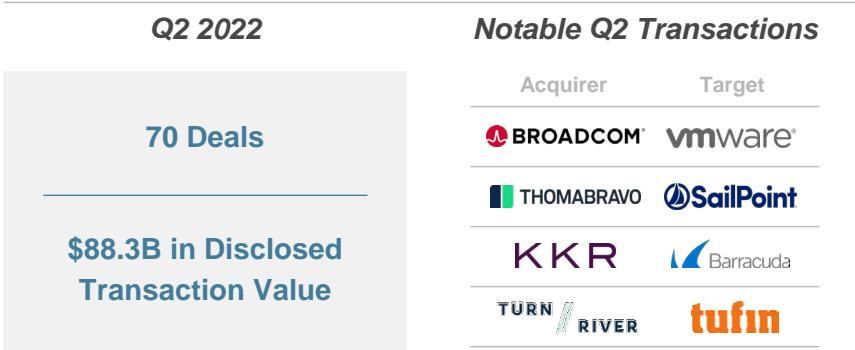 Q2 2022
70 Deals
$88.3B in Disclosed
Transaction Value
Notable Q2 Transactions
Acquirer Target
BROADCOM® vmware®
THOMABRAVO SailPoint
KKR Barracuda
TURN // RIVER tufin